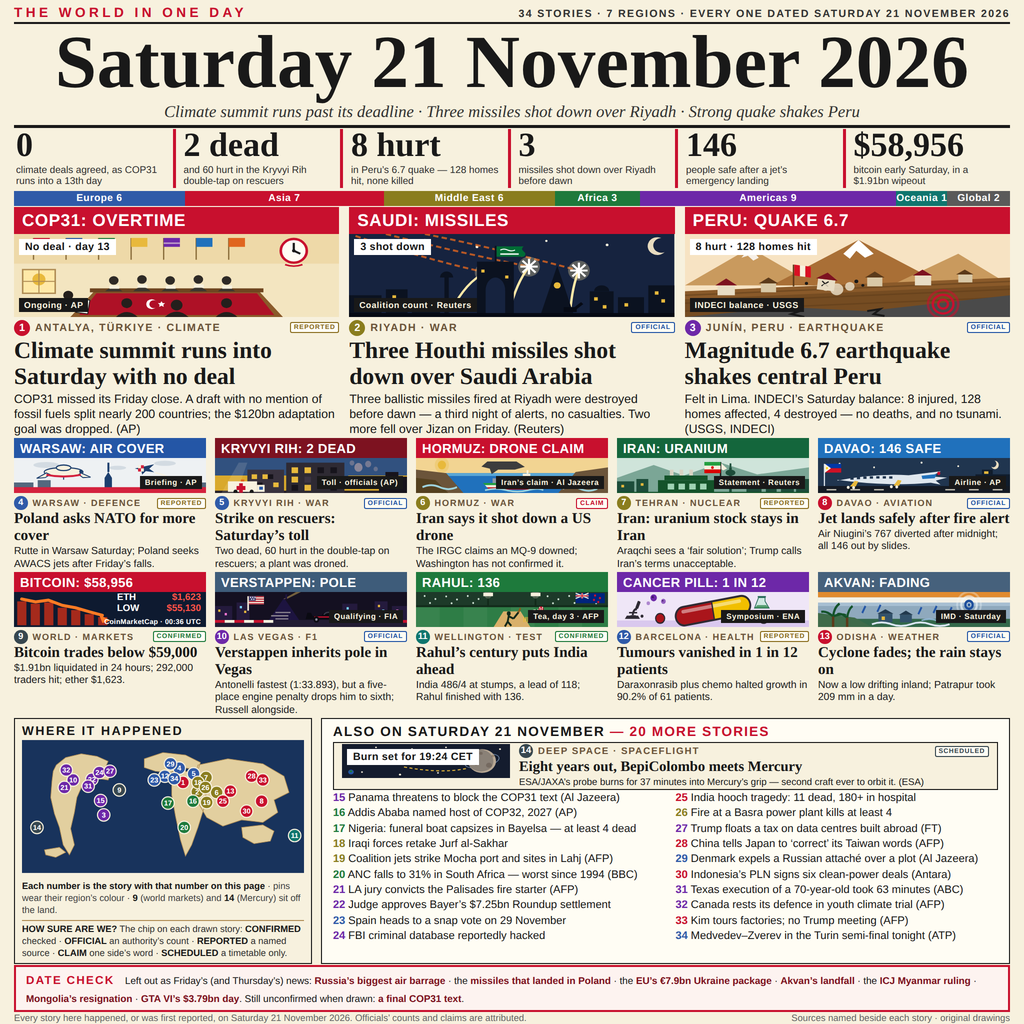 THE WORLD IN ONE DAY
34 STORIES · 7 REGIONS · EVERY ONE DATED SATURDAY 21 NOVEMBER 2026
Saturday 21 November 2026
Climate summit runs past its deadline · Three missiles shot down over Riyadh · Strong quake shakes Peru
0
climate deals agreed, as COP31
runs into a 13th day
2 dead
and 60 hurt in the Kryvyi Rih
double-tap on rescuers
8 hurt
in Peru's 6.7 quake — 128 homes
hit, none killed
3
missiles shot down over Riyadh
before dawn
146
people safe after a jet's
emergency landing
$58,956
bitcoin early Saturday, in a
$1.91bn wipeout
Europe 6
Asia 7
Middle East 6
Africa 3
Americas 9
Oceania 1
Global 2
COP31: OVERTIME
No deal · day 13
Ongoing · AP
1 ANTALYA, TÜRKIYE · CLIMATE
REPORTED
Climate summit runs into
Saturday with no deal
COP31 missed its Friday close. A draft with no mention of
fossil fuels split nearly 200 countries; the $120bn adaptation
goal was dropped. (AP)
SAUDI: MISSILES
3 shot down
Coalition count · Reuters
2 RIYADH · WAR
OFFICIAL
Three Houthi missiles shot
down over Saudi Arabia
Three ballistic missiles fired at Riyadh were destroyed
before dawn — a third night of alerts, no casualties. Two
more fell over Jizan on Friday. (Reuters)
PERU: QUAKE 6.7
8 hurt · 128 homes hit
INDECI balance · USGS
3 JUNÍN, PERU · EARTHQUAKE
OFFICIAL
Magnitude 6.7 earthquake
shakes central Peru
Felt in Lima. INDECI's Saturday balance: 8 injured, 128
homes affected, 4 destroyed — no deaths, and no tsunami.
(USGS, INDECI)
WARSAW: AIR COVER
Briefing · AP
4 WARSAW · DEFENCE
REPORTED
Poland asks NATO for more
cover
Rutte in Warsaw Saturday; Poland seeks
AWACS jets after Friday's falls.
KRYVYI RIH: 2 DEAD
Toll · officials (AP)
5 KRYVYI RIH · WAR
OFFICIAL
Strike on rescuers:
Saturday's toll
Two dead, 60 hurt in the double-tap on
rescuers; a plant was droned.
HORMUZ: DRONE CLAIM
Iran's claim · Al Jazeera
6 HORMUZ · WAR
CLAIM
Iran says it shot down a US
drone
The IRGC claims an MQ-9 downed;
Washington has not confirmed it.
IRAN: URANIUM
Statement · Reuters
7 TEHRAN · NUCLEAR
REPORTED
Iran: uranium stock stays in
Iran
Araqchi sees a ‘fair solution’; Trump calls
Iran's terms unacceptable.
DAVAO: 146 SAFE
Airline · AP
8 DAVAO · AVIATION
OFFICIAL
Jet lands safely after fire alert
Air Niugini's 767 diverted after midnight;
all 146 out by slides.
BITCOIN: $58,956
ETH $1,623
LOW $55,130
CoinMarketCap · 00:36 UTC
9 WORLD · MARKETS
CONFIRMED
Bitcoin trades below $59,000
$1.91bn liquidated in 24 hours; 292,000
traders hit; ether $1,623.
VERSTAPPEN: POLE
Qualifying · FIA
10 LAS VEGAS · F1
OFFICIAL
Verstappen inherits pole in
Vegas
Antonelli fastest (1:33.893), but a five-
place engine penalty drops him to sixth;
Russell alongside.
RAHUL: 136
Tea, day 3 · AFP
11 WELLINGTON · TEST
CONFIRMED
Rahul's century puts India
ahead
India 486/4 at stumps, a lead of 118;
Rahul finished with 136.
CANCER PILL: 1 IN 12
Symposium · ENA
12 BARCELONA · HEALTH
REPORTED
Tumours vanished in 1 in 12
patients
Daraxonrasib plus chemo halted growth in
90.2% of 61 patients.
AKVAN: FADING
IMD · Saturday
13 ODISHA · WEATHER
OFFICIAL
Cyclone fades; the rain stays
on
Now a low drifting inland; Patrapur took
209 mm in a day.
WHERE IT HAPPENED
Each number is the story with that number on this page · pins
wear their region's colour · 9 (world markets) and 14 (Mercury) sit off
the land.
HOW SURE ARE WE? The chip on each drawn story: CONFIRMED
checked · OFFICIAL an authority's count · REPORTED a named
source · CLAIM one side's word · SCHEDULED a timetable only.
ALSO ON SATURDAY 21 NOVEMBER — 20 MORE STORIES
Burn set for 19:24 CET
14 DEEP SPACE · SPACEFLIGHT
SCHEDULED
Eight years out, BepiColombo meets Mercury
ESA/JAXA's probe burns for 37 minutes into Mercury's grip — second craft ever to orbit it. (ESA)
15 Panama threatens to block the COP31 text (Al Jazeera)
16 Addis Ababa named host of COP32, 2027 (AP)
17 Nigeria: funeral boat capsizes in Bayelsa — at least 4 dead
18 Iraqi forces retake Jurf al-Sakhar
19 Coalition jets strike Mocha port and sites in Lahj (AFP)
20 ANC falls to 31% in South Africa — worst since 1994 (BBC)
21 LA jury convicts the Palisades fire starter (AFP)
22 Judge approves Bayer's $7.25bn Roundup settlement
23 Spain heads to a snap vote on 29 November
24 FBI criminal database reportedly hacked
25 India hooch tragedy: 11 dead, 180+ in hospital
26 Fire at a Basra power plant kills at least 4
27 Trump floats a tax on data centres built abroad (FT)
28 China tells Japan to ‘correct’ its Taiwan words (AFP)
29 Denmark expels a Russian attaché over a plot (Al Jazeera)
30 Indonesia's PLN signs six clean-power deals (Antara)
31 Texas execution of a 70-year-old took 63 minutes (ABC)
32 Canada rests its defence in youth climate trial (AFP)
33 Kim tours factories; no Trump meeting (AFP)
34 Medvedev–Zverev in the Turin semi-final tonight (ATP)
DATE CHECK Left out as Friday's (and Thursday's) news: Russia's biggest air barrage · the missiles that landed in Poland · the EU's €7.9bn Ukraine package · Akvan's landfall · the ICJ Myanmar ruling ·
Mongolia's resignation · GTA VI's $3.79bn day. Still unconfirmed when drawn: a final COP31 text.
Every story here happened, or was first reported, on Saturday 21 November 2026. Officials' counts and claims are attributed.
Sources named beside each story · original drawings